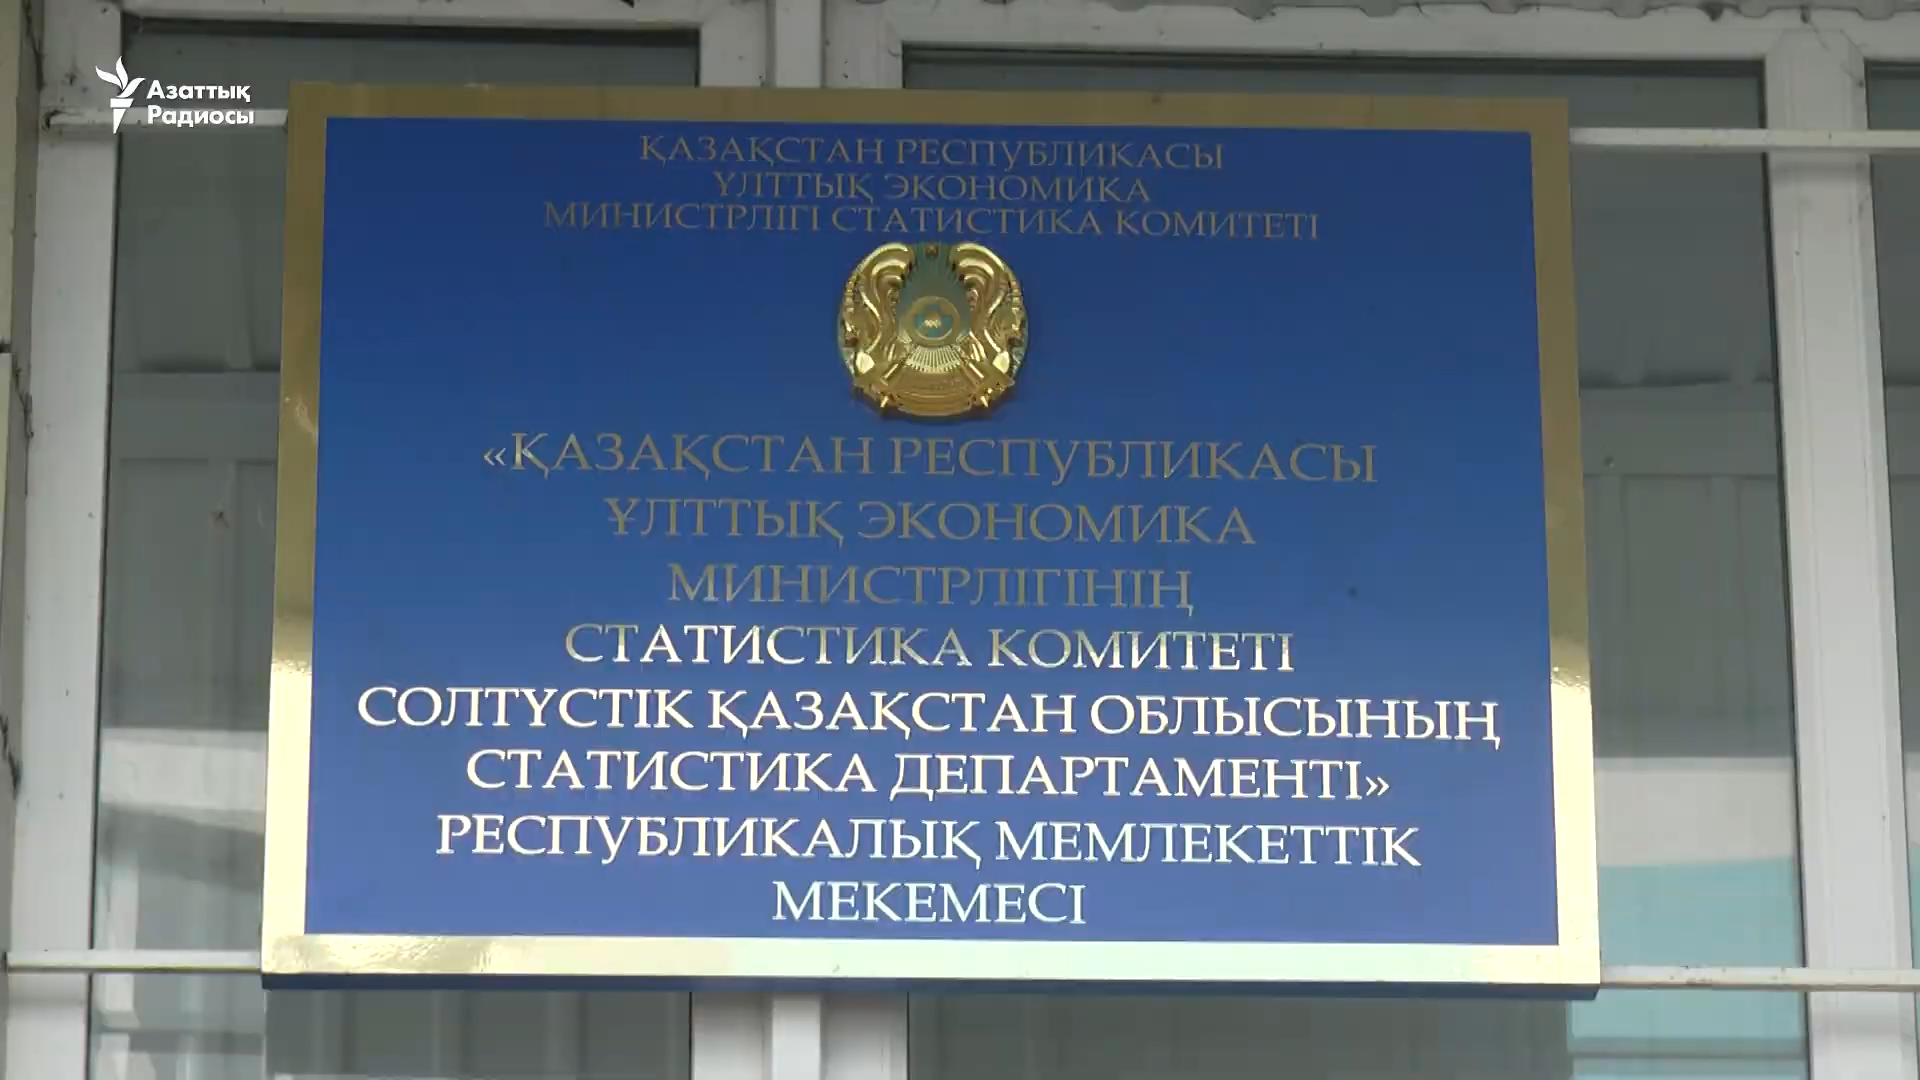 Азаттық
Радиосы
ҚАЗАҚСТАН РЕСПУБЛИКАСЫ
ҰЛТТЫҚ ЭКОНОМИКА
МИНИСТРЛІГІ СТАТИСТИКА КОМИТЕТІ
«ҚАЗАҚСТАН РЕСПУБЛИКАСЫ
ҰЛТТЫҚ ЭКОНОМИКА
МИНИСТРЛІГІНІҢ
СТАТИСТИКА КОМИТЕТІ
СОЛТҮСТІК ҚАЗАҚСТАН ОБЛЫСЫНЫҢ
СТАТИСТИКА ДЕПАРТАМЕНТІ»
РЕСПУБЛИКАЛЫҚ МЕМЛЕКЕТТІК
МЕКЕМЕСІ